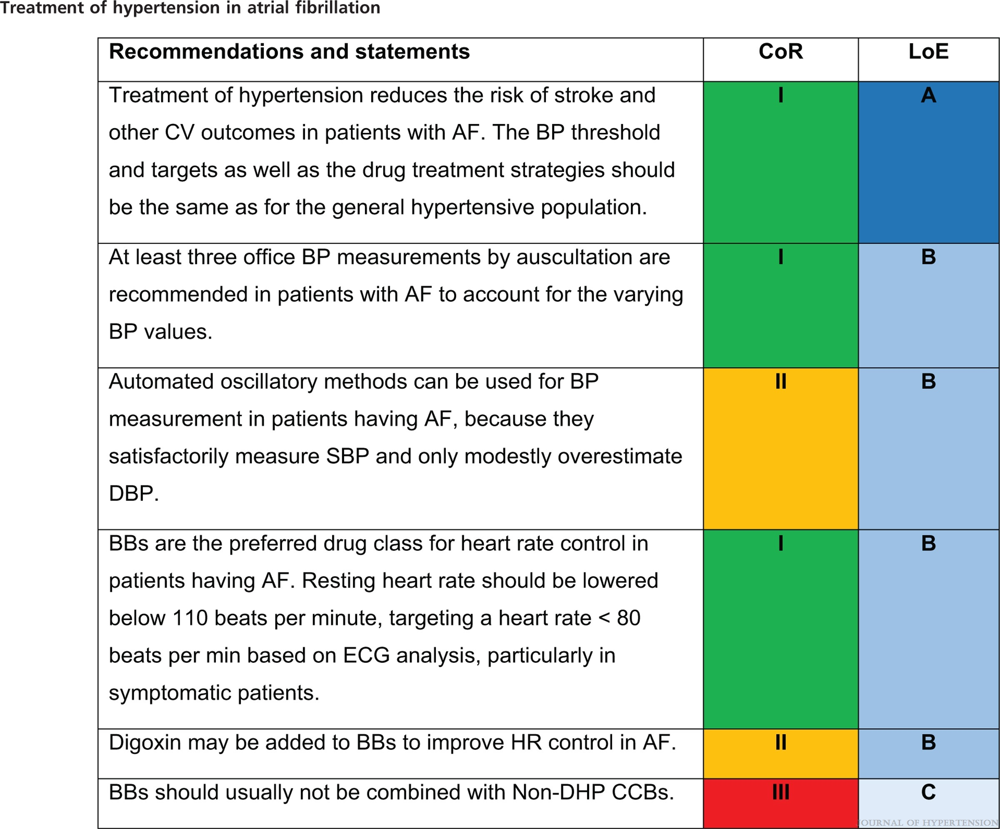 Treatment of hypertension in atrial fibrillation
Recommendations and statements CoR LoE
Treatment of hypertension reduces the risk of stroke and I A
other CV outcomes in patients with AF. The BP threshold
and targets as well as the drug treatment strategies should
be the same as for the general hypertensive population.
At least three office BP measurements by auscultation are I B
recommended in patients with AF to account for the varying
BP values.
Automated oscillatory methods can be used for BP II B
measurement in patients having AF, because they
satisfactorily measure SBP and only modestly overestimate
DBP.
BBs are the preferred drug class for heart rate control in I B
patients having AF. Resting heart rate should be lowered
below 110 beats per minute, targeting a heart rate < 80
beats per min based on ECG analysis, particularly in
symptomatic patients.
Digoxin may be added to BBs to improve HR control in AF. II B
BBs should usually not be combined with Non-DHP CCBs. III C
JOURNAL OF HYPERTENSION